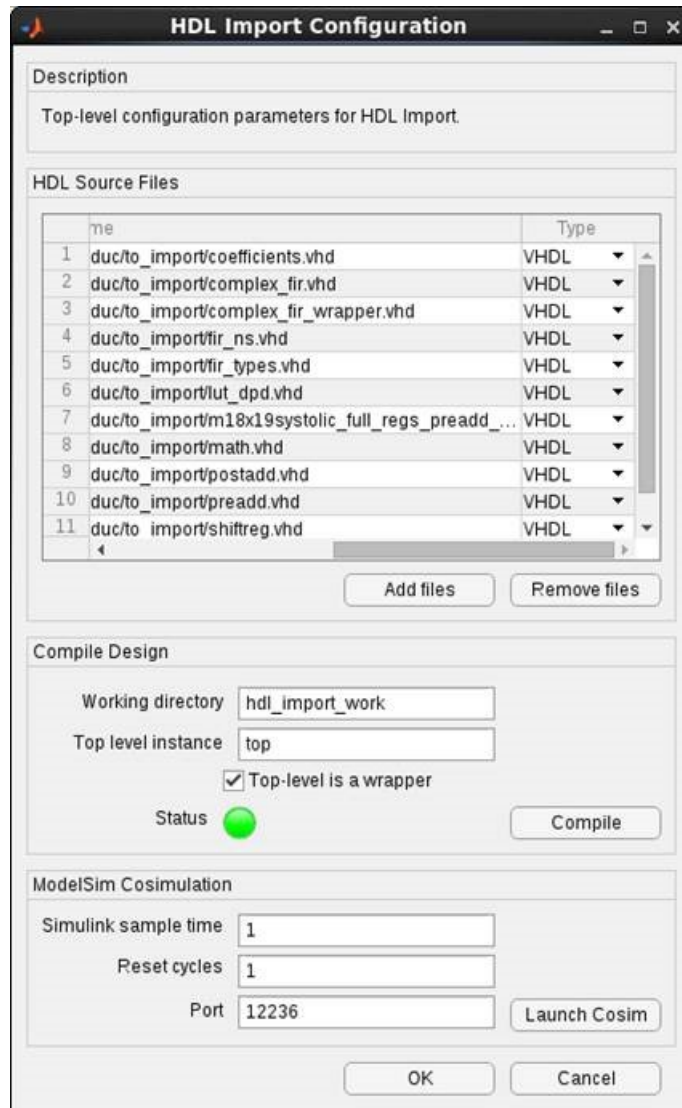 HDL Import Configuration
Description
Top-level configuration parameters for HDL Import.
HDL Source Files
me Type
1 duc/to_import/coefficients.vhd VHDL
2 duc/to_import/complex_fir.vhd VHDL
3 duc/to_import/complex_fir_wrapper.vhd VHDL
4 duc/to_import/fir_ns.vhd VHDL
5 duc/to_import/fir_types.vhd VHDL
6 duc/to_import/lut_dpd.vhd VHDL
7 duc/to_import/m18x19systolic_full_regs_preadd_... VHDL
8 duc/to_import/math.vhd VHDL
9 duc/to_import/postadd.vhd VHDL
10 duc/to_import/preadd.vhd VHDL
11 duc/to_import/shiftreg.vhd VHDL
Add files Remove files
Compile Design
Working directory hdl_import_work
Top level instance top
Top-level is a wrapper
Status Compile
ModelSim Cosimulation
Simulink sample time 1
Reset cycles 1
Port 12236 Launch Cosim
OK Cancel